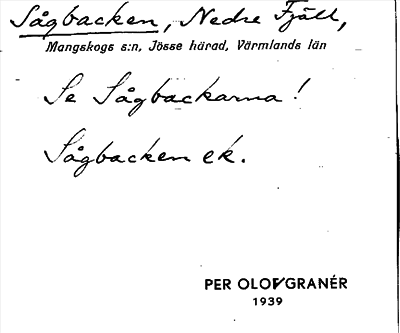 Sågbacken, Nedre Fjäll,
Mangskogs s:n, Jösse härad, Värmlands län
Se Sågbackarna!
Sågbacken ek.
PER OLOF GRANÉR
1939